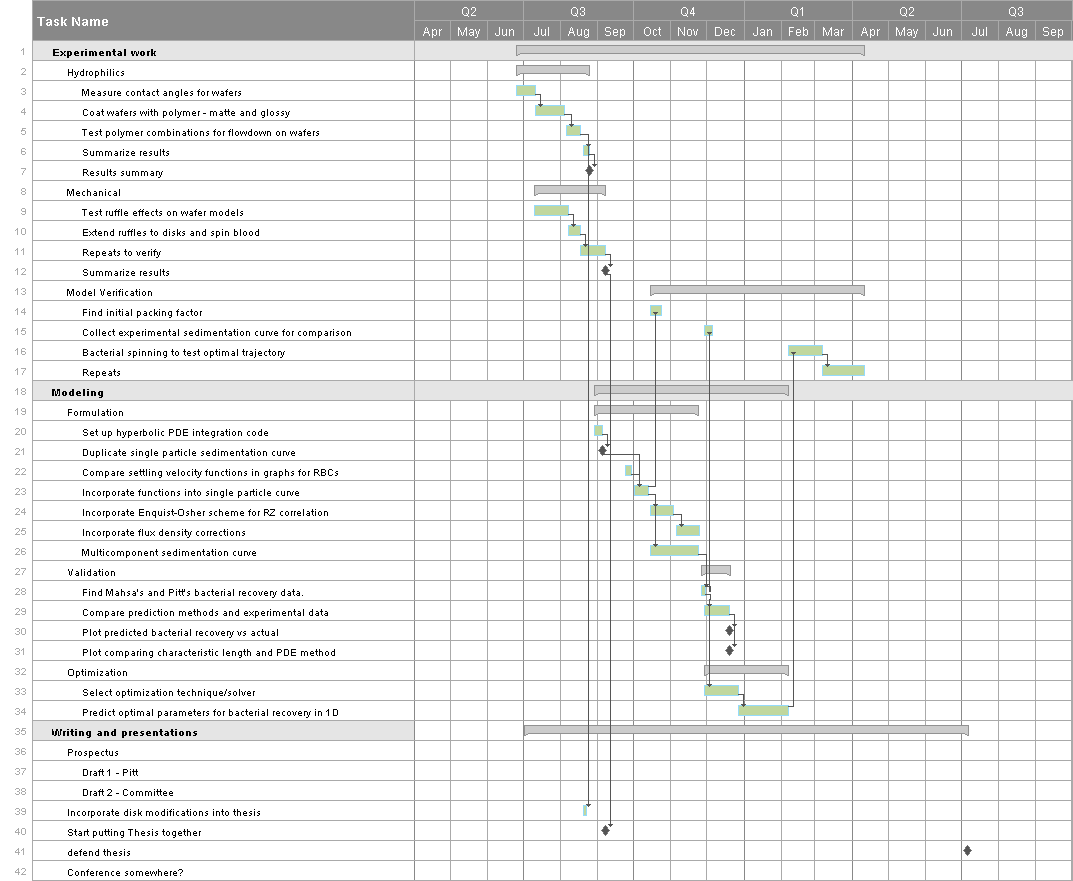 Task Name
Q2 Q3 Q4 Q1 Q2 Q3
Apr May Jun Jul Aug Sep Oct Nov Dec Jan Feb Mar Apr May Jun Jul Aug Sep
1 Experimental work
2 Hydrophilics
3 Measure contact angles for wafers
4 Coat wafers with polymer - matte and glossy
5 Test polymer combinations for flowdown on wafers
6 Summarize results
7 Results summary
8 Mechanical
9 Test ruffle effects on wafer models
10 Extend ruffles to disks and spin blood
11 Repeats to verify
12 Summarize results
13 Model Verification
14 Find initial packing factor
15 Collect experimental sedimentation curve for comparison
16 Bacterial spinning to test optimal trajectory
17 Repeats
18 Modeling
19 Formulation
20 Set up hyperbolic PDE integration code
21 Duplicate single particle sedimentation curve
22 Compare settling velocity functions in graphs for RBCs
23 Incorporate functions into single particle curve
24 Incorporate Enquist-Osher scheme for RZ correlation
25 Incorporate flux density corrections
26 Multicomponent sedimentation curve
27 Validation
28 Find Mahsa's and Pitt's bacterial recovery data.
29 Compare prediction methods and experimental data
30 Plot predicted bacterial recovery vs actual
31 Plot comparing characteristic length and PDE method
32 Optimization
33 Select optimization technique/solver
34 Predict optimal parameters for bacterial recovery in 1D
35 Writing and presentations
36 Prospectus
37 Draft 1 - Pitt
38 Draft 2 - Committee
39 Incorporate disk modifications into thesis
40 Start putting Thesis together
41 defend thesis
42 Conference somewhere?